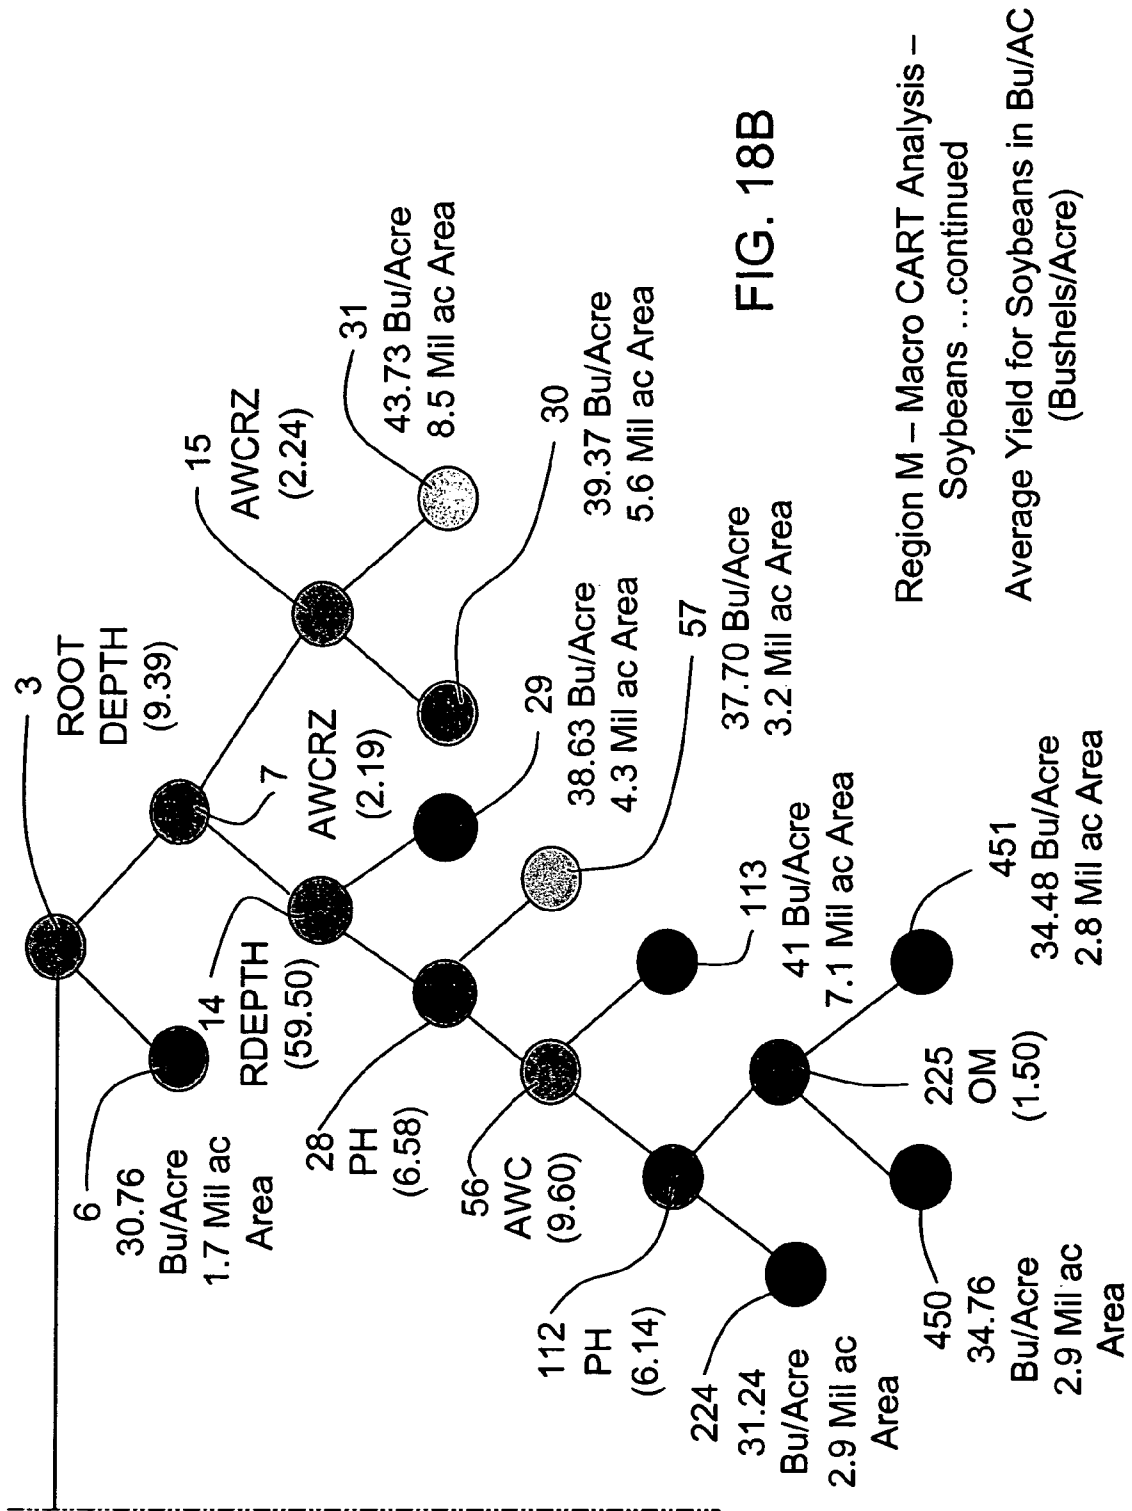 3
ROOT
DEPTH
(9.39)
6
30.76
Bu/Acre
1.7 Mil ac
Area
7
AWCRZ
(2.19)
15
AWCRZ
(2.24)
14
RDEPTH
(59.50)
31
43.73 Bu/Acre
8.5 Mil ac Area
30
39.37 Bu/Acre
5.6 Mil ac Area
29
38.63 Bu/Acre
4.3 Mil ac Area
28
PH
(6.58)
57
37.70 Bu/Acre
3.2 Mil ac Area
56
AWC
(9.60)
113
41 Bu/Acre
7.1 Mil ac Area
112
PH
(6.14)
224
31.24
Bu/Acre
2.9 Mil ac
Area
225
OM
(1.50)
450
34.76
Bu/Acre
2.9 Mil ac
Area
451
34.48 Bu/Acre
2.8 Mil ac Area
FIG. 18B
Region M – Macro CART Analysis –
Soybeans ...continued
Average Yield for Soybeans in Bu/AC
(Bushels/Acre)